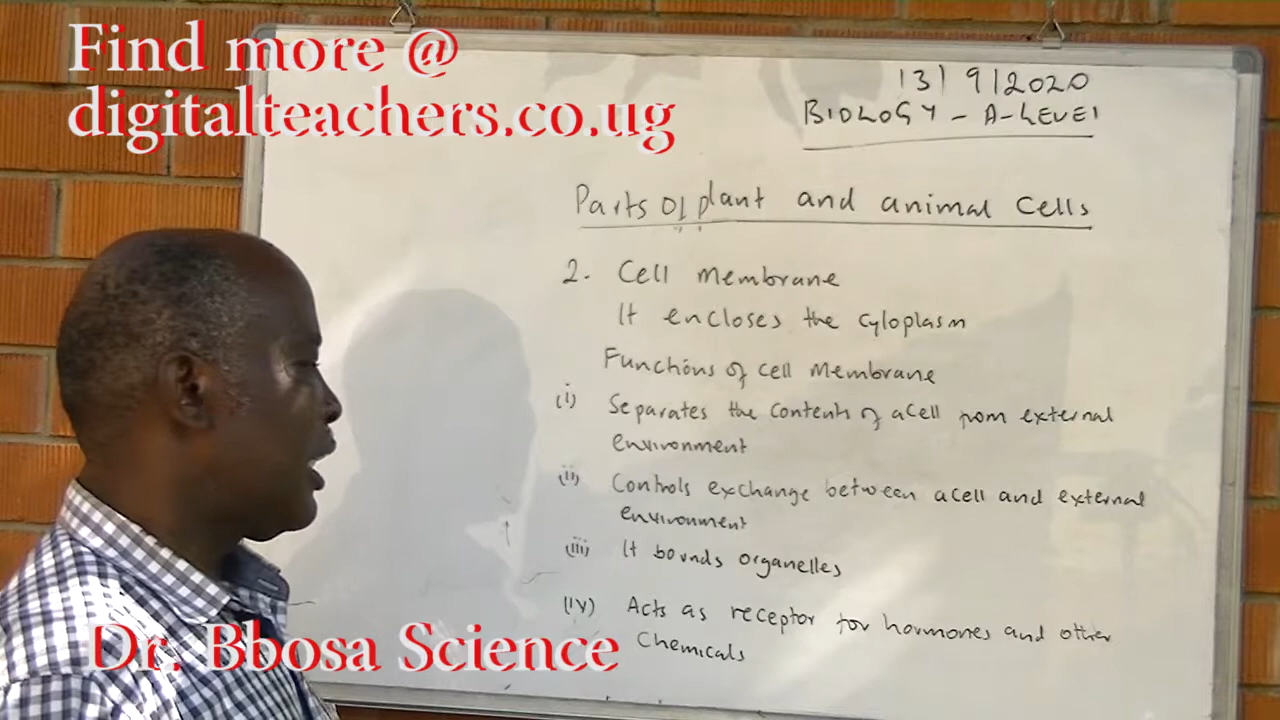 Find more @
digitalteachers.co.ug
13/9/2020
BIOLOGY - A-LEVEL
Parts of plant and animal cells
2. Cell membrane
It encloses the cyloplasm
Functions of cell membrane
(i) Separates the contents of a cell from external
environment
(ii) Controls exchange between a cell and external
environment
(iii) It bounds organelles
(iv) Acts as receptor for hormones and other
Chemicals
Dr. Bbosa Science